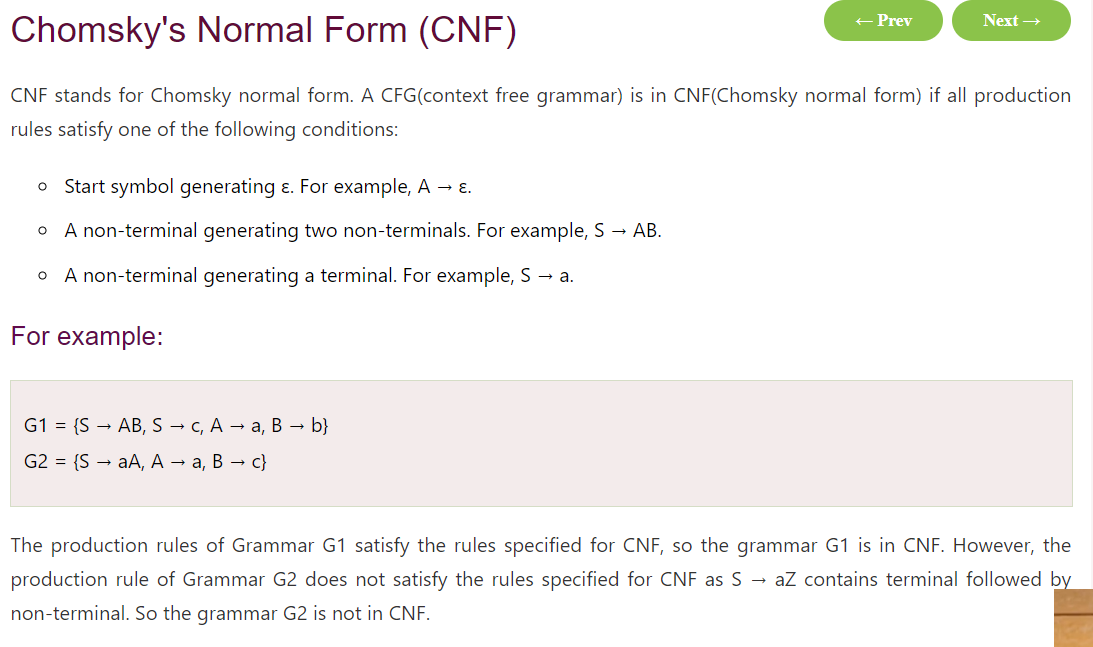 Chomsky's Normal Form (CNF)
← Prev
Next →
CNF stands for Chomsky normal form. A CFG(context free grammar) is in CNF(Chomsky normal form) if all production
rules satisfy one of the following conditions:
Start symbol generating ε. For example, A → ε.
A non-terminal generating two non-terminals. For example, S → AB.
A non-terminal generating a terminal. For example, S → a.
For example:
G1 = {S → AB, S → c, A → a, B → b}
G2 = {S → aA, A → a, B → c}
The production rules of Grammar G1 satisfy the rules specified for CNF, so the grammar G1 is in CNF. However, the
production rule of Grammar G2 does not satisfy the rules specified for CNF as S → aZ contains terminal followed by
non-terminal. So the grammar G2 is not in CNF.